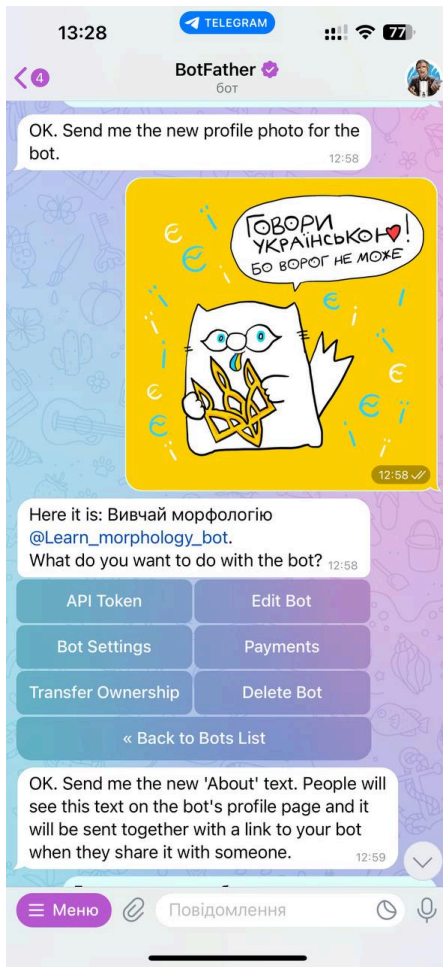 13:28
TELEGRAM
77
4
BotFather
бот
OK. Send me the new profile photo for the
bot.
12:58
ГОВОРИ
УКРАЇНСЬКОЮ!
БО ВОРОГ НЕ МОЖЕ
Є
ї
Є
ї
і
Є
і
ї
і
Є
ї
Є
Є
Є
ї
ї
і
і
12:58
Here it is: Вивчай морфологію
@Learn_morphology_bot.
What do you want to do with the bot? 12:58
API Token
Edit Bot
Bot Settings
Payments
Transfer Ownership
Delete Bot
« Back to Bots List
OK. Send me the new 'About' text. People will
see this text on the bot's profile page and it
will be sent together with a link to your bot
when they share it with someone.
12:59
Меню
Повідомлення